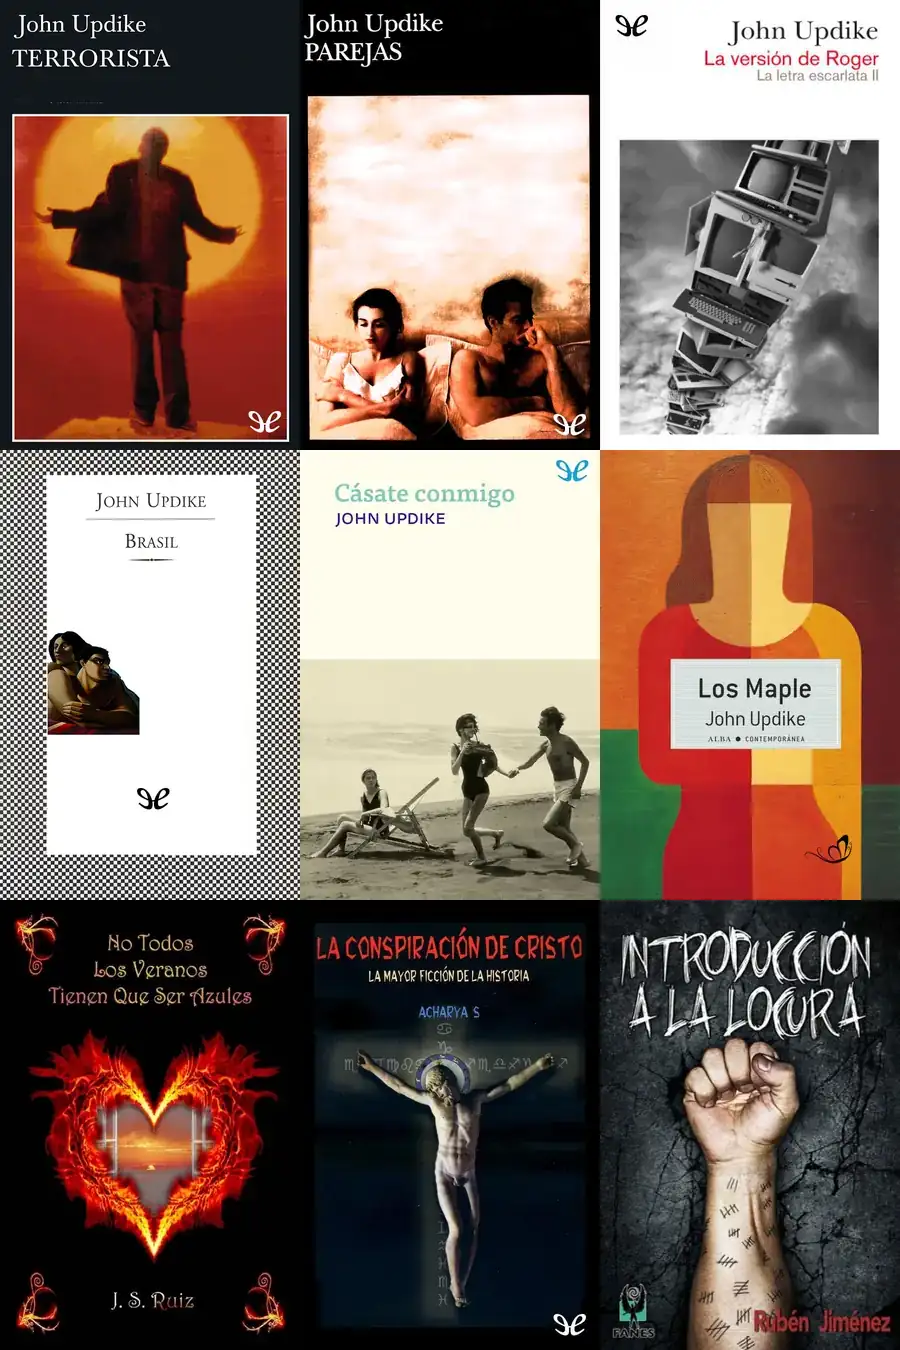 John Updike
TERRORISTA
John Updike
PAREJAS
John Updike
La versión de Roger
La letra escarlata II
JOHN UPDIKE
BRASIL
Cásate conmigo
JOHN UPDIKE
Los Maple
John Updike
ALBA ● CONTEMPORÁNEA
No Todos
Los Veranos
Tienen Que Ser Azules
J. S. Ruiz
LA CONSPIRACIÓN DE CRISTO
LA MAYOR FICCIÓN DE LA HISTORIA
ACHARYA S
INTRODUCCIÓN
A LA LOCURA
Rubén Jiménez
FANES